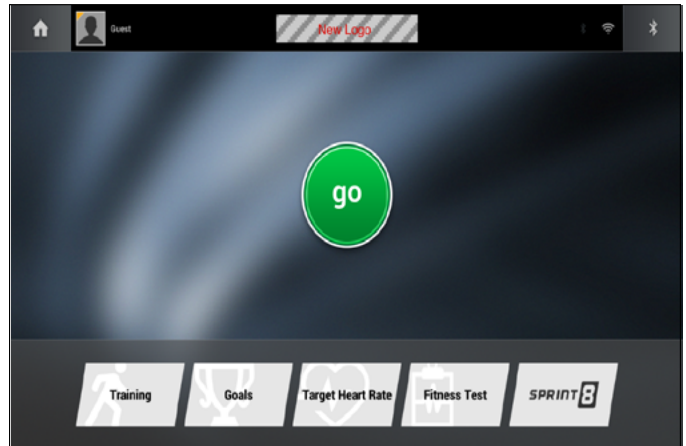 Guest
New Logo
go
Training
Goals
Target Heart Rate
Fitness Test
SPRINT 8